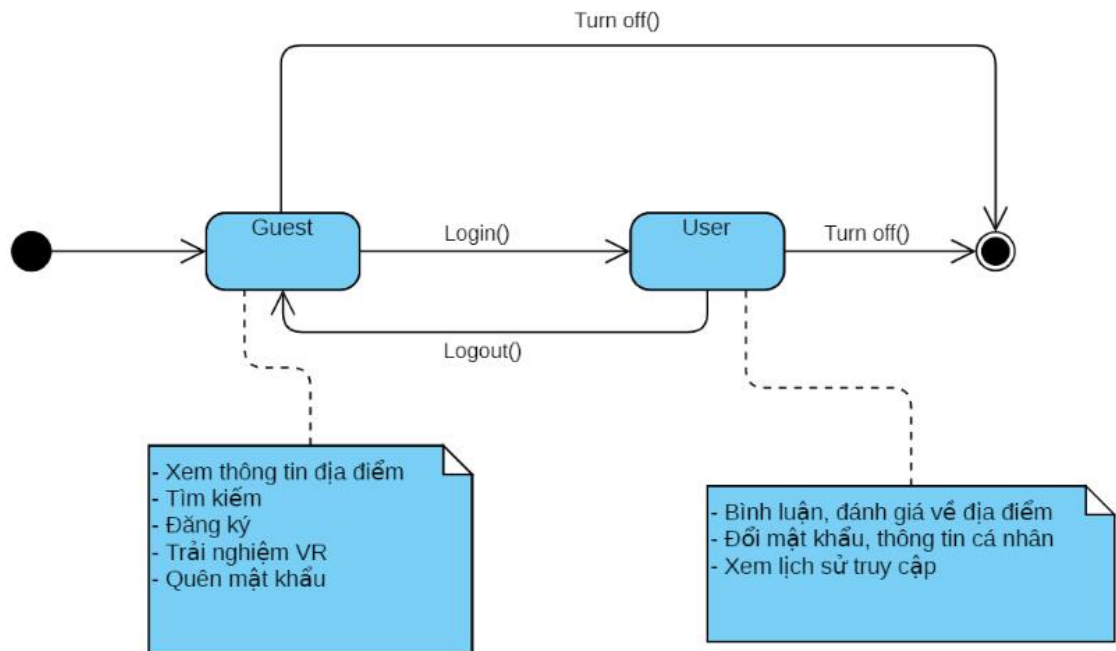 Turn off()
Guest
Login()
User
Turn off()
Logout()
- Xem thông tin địa điểm
- Tìm kiếm
- Đăng ký
- Trải nghiệm VR
- Quên mật khẩu
- Bình luận, đánh giá về địa điểm
- Đổi mật khẩu, thông tin cá nhân
- Xem lịch sử truy cập